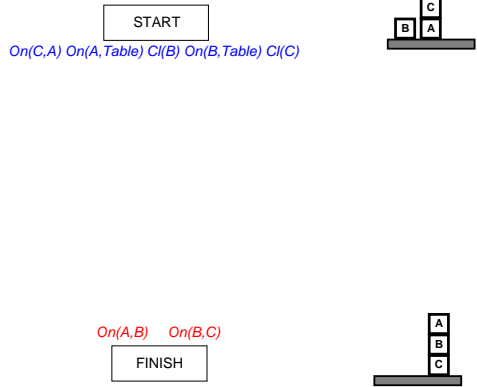 START
C
B A
On(C,A) On(A,Table) Cl(B) On(B,Table) Cl(C)
On(A,B) On(B,C)
FINISH
A
B
C